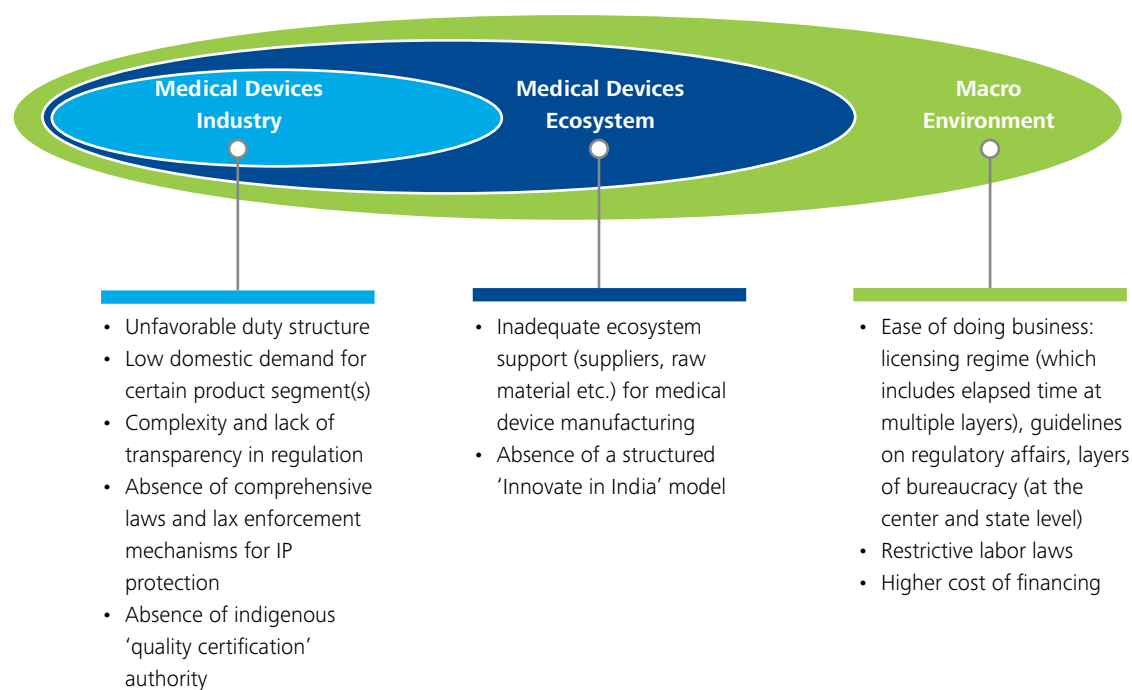 Medical Devices
Industry
Medical Devices
Ecosystem
Macro
Environment
• Unfavorable duty structure
• Low domestic demand for
certain product segment(s)
• Complexity and lack of
transparency in regulation
• Absence of comprehensive
laws and lax enforcement
mechanisms for IP
protection
• Absence of indigenous
‘quality certification’
authority
• Inadequate ecosystem
support (suppliers, raw
material etc.) for medical
device manufacturing
• Absence of a structured
‘Innovate in India’ model
• Ease of doing business:
licensing regime (which
includes elapsed time at
multiple layers), guidelines
on regulatory affairs, layers
of bureaucracy (at the
center and state level)
• Restrictive labor laws
• Higher cost of financing